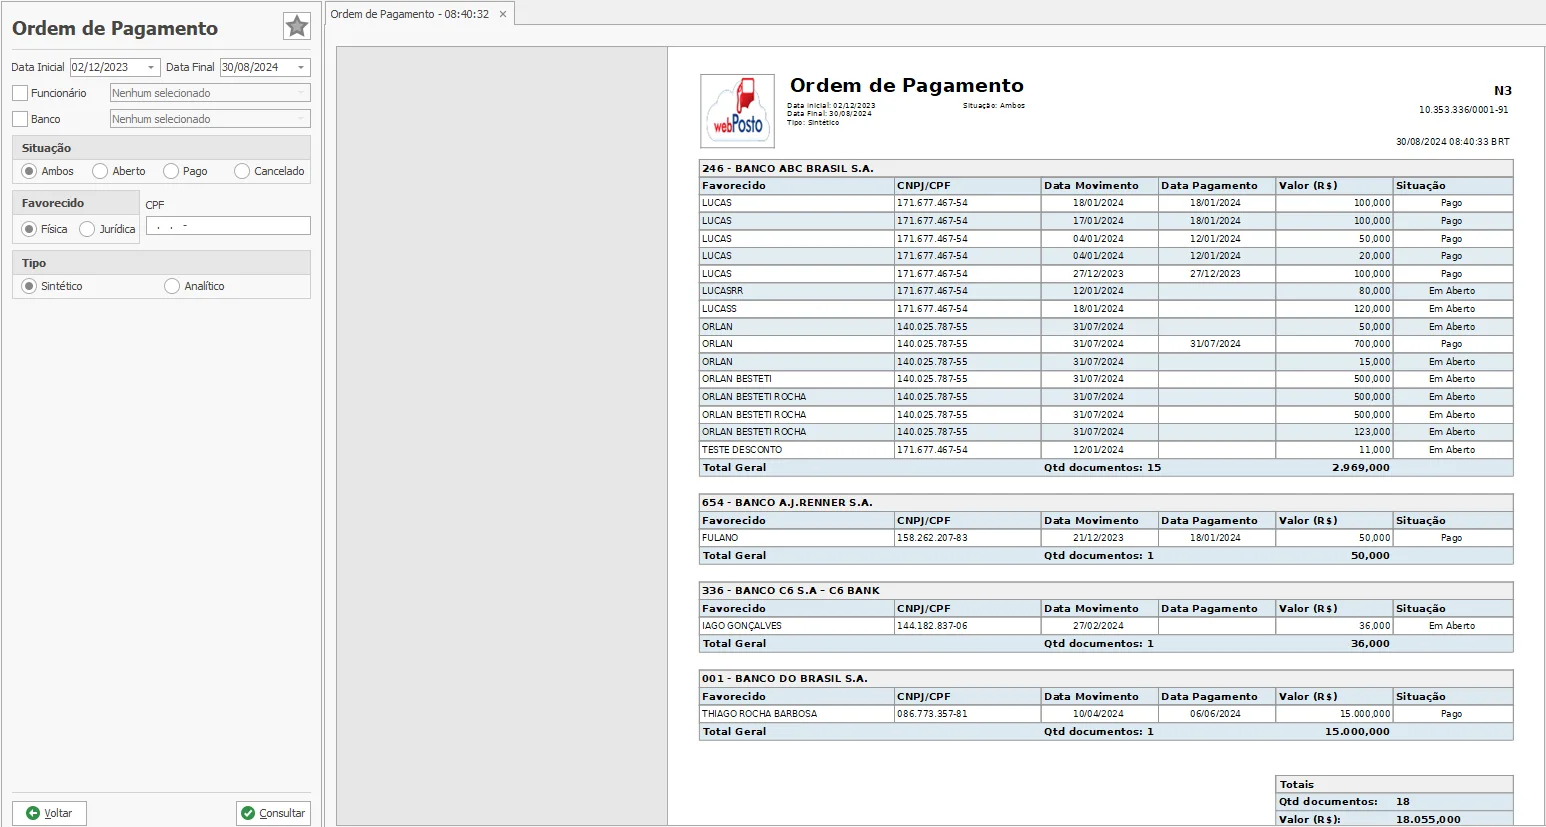 Ordem de Pagamento
Data Inicial 02/12/2023 Data Final 30/08/2024
Funcionário Nenhum selecionado
Banco Nenhum selecionado
Situação
Ambos Aberto Pago Cancelado
Favorecido CPF
Física Jurídica . . -
Tipo
Sintético Analítico
Voltar Consultar
Ordem de Pagamento - 08:40:32 ×
webPosto
Ordem de Pagamento
N3
Data Inicial: 02/12/2023 Situação: Ambos
Data Final: 30/08/2024
Tipo: Sintético
10.353.336/0001-91
30/08/2024 08:40:33 BRT
246 - BANCO ABC BRASIL S.A.
Favorecido CNPJ/CPF Data Movimento Data Pagamento Valor (R$) Situação
LUCAS 171.677.467-54 18/01/2024 18/01/2024 100,000 Pago
LUCAS 171.677.467-54 17/01/2024 18/01/2024 100,000 Pago
LUCAS 171.677.467-54 04/01/2024 12/01/2024 50,000 Pago
LUCAS 171.677.467-54 04/01/2024 12/01/2024 20,000 Pago
LUCAS 171.677.467-54 27/12/2023 27/12/2023 100,000 Pago
LUCASRR 171.677.467-54 12/01/2024 80,000 Em Aberto
LUCASS 171.677.467-54 18/01/2024 120,000 Em Aberto
ORLAN 140.025.787-55 31/07/2024 50,000 Em Aberto
ORLAN 140.025.787-55 31/07/2024 31/07/2024 700,000 Pago
ORLAN 140.025.787-55 31/07/2024 15,000 Em Aberto
ORLAN BESTETI 140.025.787-55 31/07/2024 500,000 Em Aberto
ORLAN BESTETI ROCHA 140.025.787-55 31/07/2024 500,000 Em Aberto
ORLAN BESTETI ROCHA 140.025.787-55 31/07/2024 500,000 Em Aberto
ORLAN BESTETI ROCHA 140.025.787-55 31/07/2024 123,000 Em Aberto
TESTE DESCONTO 171.677.467-54 12/01/2024 11,000 Em Aberto
Total Geral Qtd documentos: 15 2.969,000
654 - BANCO A.J.RENNER S.A.
Favorecido CNPJ/CPF Data Movimento Data Pagamento Valor (R$) Situação
FULANO 158.262.207-83 21/12/2023 18/01/2024 50,000 Pago
Total Geral Qtd documentos: 1 50,000
336 - BANCO C6 S.A - C6 BANK
Favorecido CNPJ/CPF Data Movimento Data Pagamento Valor (R$) Situação
IAGO GONÇALVES 144.182.837-06 27/02/2024 36,000 Em Aberto
Total Geral Qtd documentos: 1 36,000
001 - BANCO DO BRASIL S.A.
Favorecido CNPJ/CPF Data Movimento Data Pagamento Valor (R$) Situação
THIAGO ROCHA BARBOSA 086.773.357-81 10/04/2024 06/06/2024 15.000,000 Pago
Total Geral Qtd documentos: 1 15.000,000
Totais
Qtd documentos: 18
Valor (R$): 18.055,000